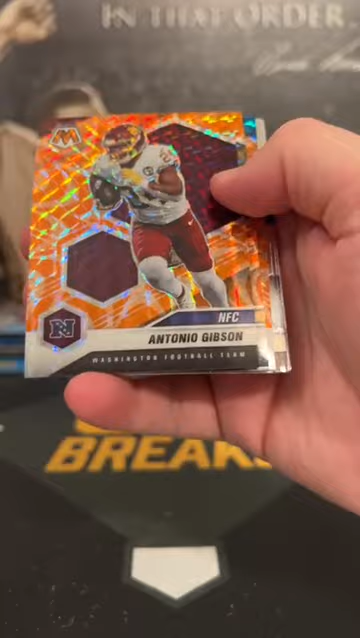 IN THAT ORDER.
NFC
ANTONIO GIBSON
WASHINGTON FOOTBALL TEAM
BREAK